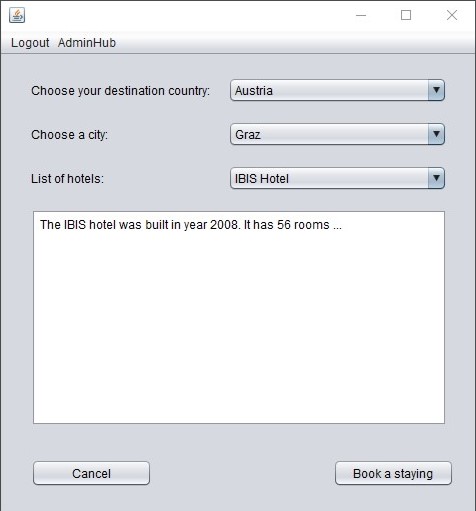 Logout AdminHub
Choose your destination country: Austria
Choose a city: Graz
List of hotels: IBIS Hotel
The IBIS hotel was built in year 2008. It has 56 rooms ...
Cancel Book a staying